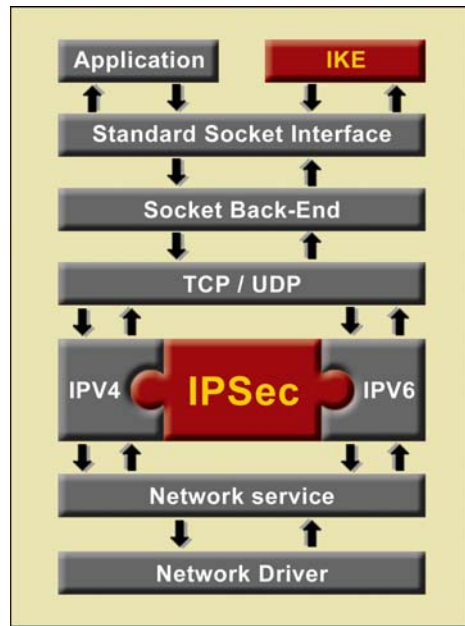 Application
IKE
Standard Socket Interface
Socket Back-End
TCP / UDP
IPV4
IPSec
IPV6
Network service
Network Driver